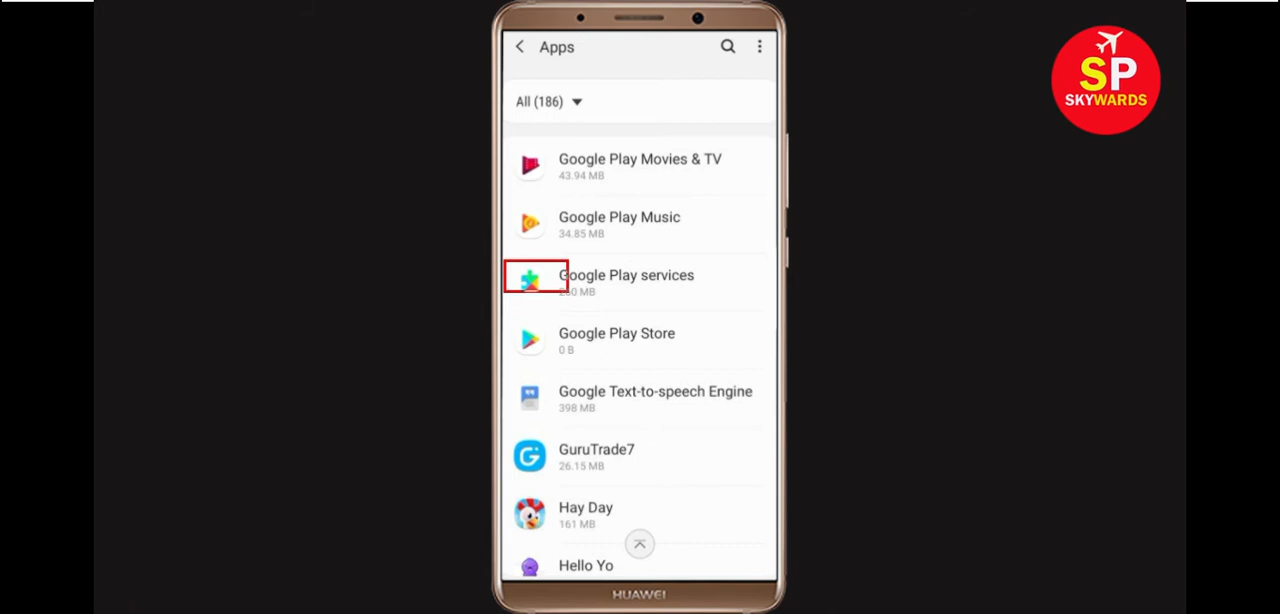 Apps
All (186)
Google Play Movies & TV
43.94 MB
Google Play Music
34.85 MB
Google Play services
MB
Google Play Store
0 B
Google Text-to-speech Engine
398 MB
GuruTrade7
26.15 MB
Hay Day
161 MB
Hello Yo
HUAWEI
SP
SKYWARDS